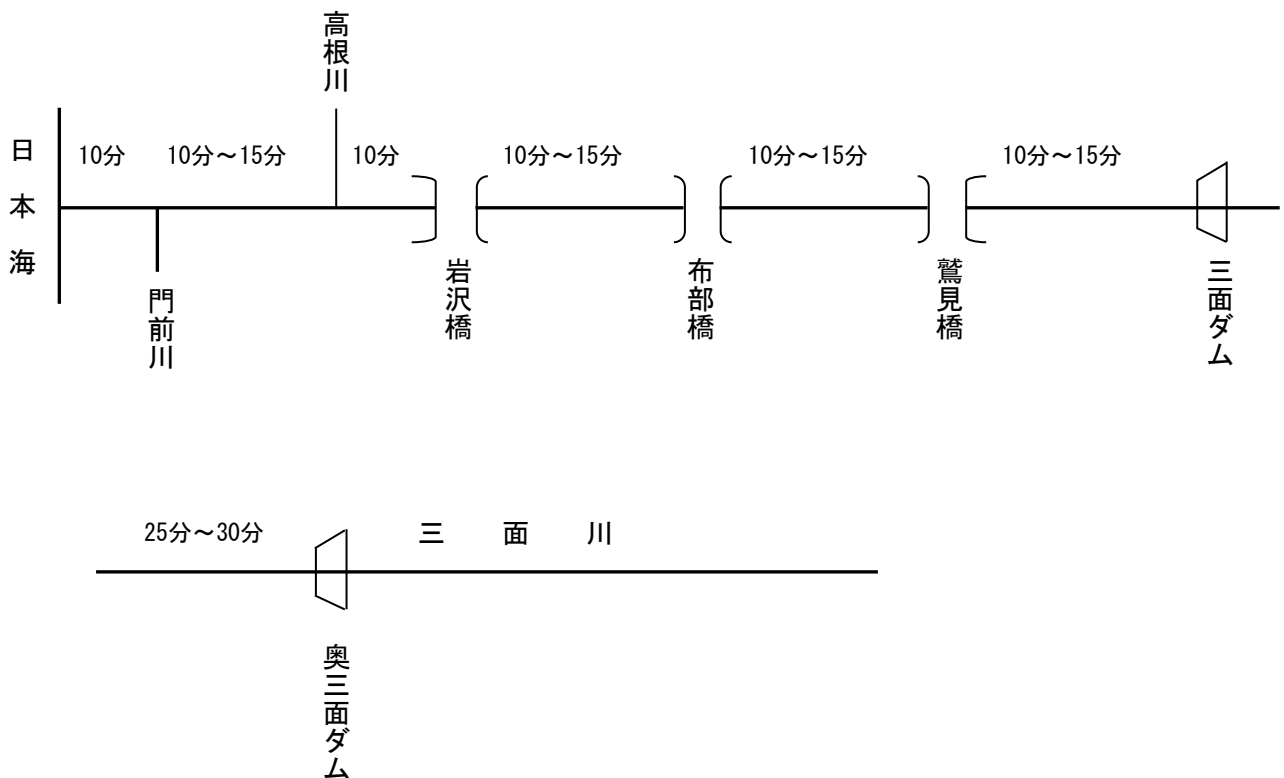 高根川
日本海
10分
10分~15分
10分
10分~15分
10分~15分
10分~15分
門前川
岩沢橋
布部橋
鷲見橋
三面ダム
25分~30分
三面川
奥三面ダム